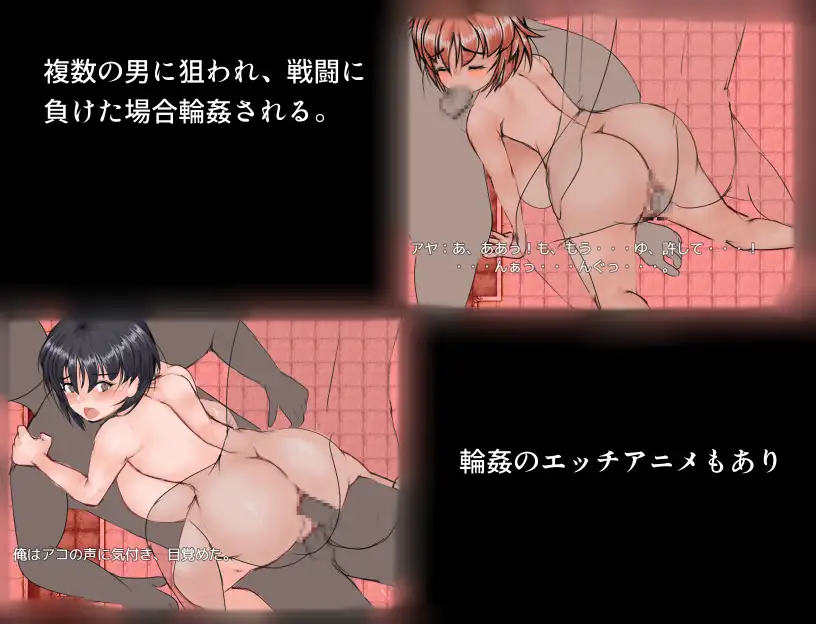 複数の男に狙われ、戦闘に
負けた場合輪姦される。
アヤ：あ、ああっ！も、もう・・・ゆ、許して・・・！
・・・んぁぅ・・・んぐっ・・・。
俺はアコの声に気付き、目覚めた。
輪姦のエッチアニメもあり